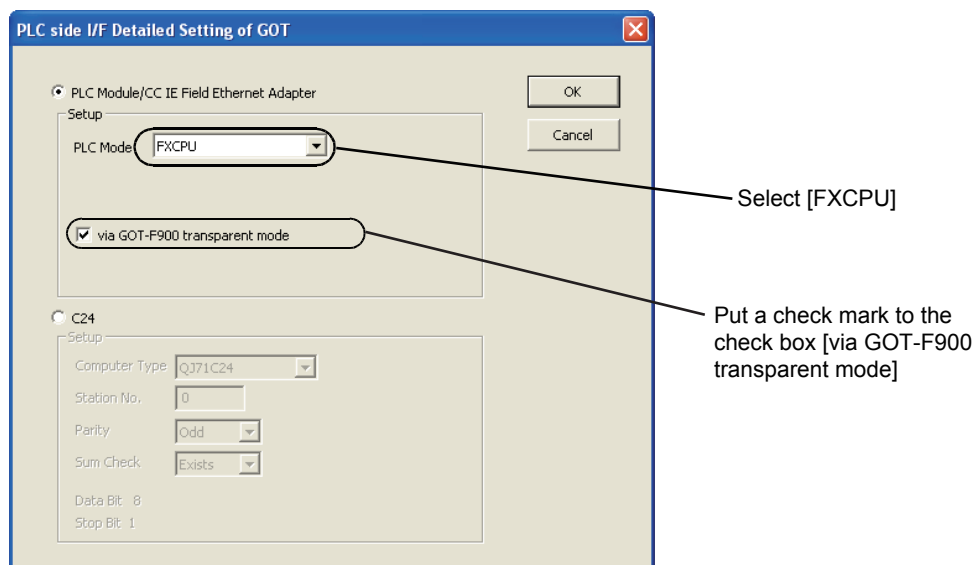 PLC side I/F Detailed Setting of GOT
PLC Module/CC IE Field Ethernet Adapter
OK
Setup
Cancel
PLC Mode FXCPU
Select [FXCPU]
via GOT-F900 transparent mode
C24
Put a check mark to the
check box [via GOT-F900
transparent mode]
Setup
Computer Type QJ71C24
Station No. 0
Parity Odd
Sum Check Exists
Data Bit 8
Stop Bit 1